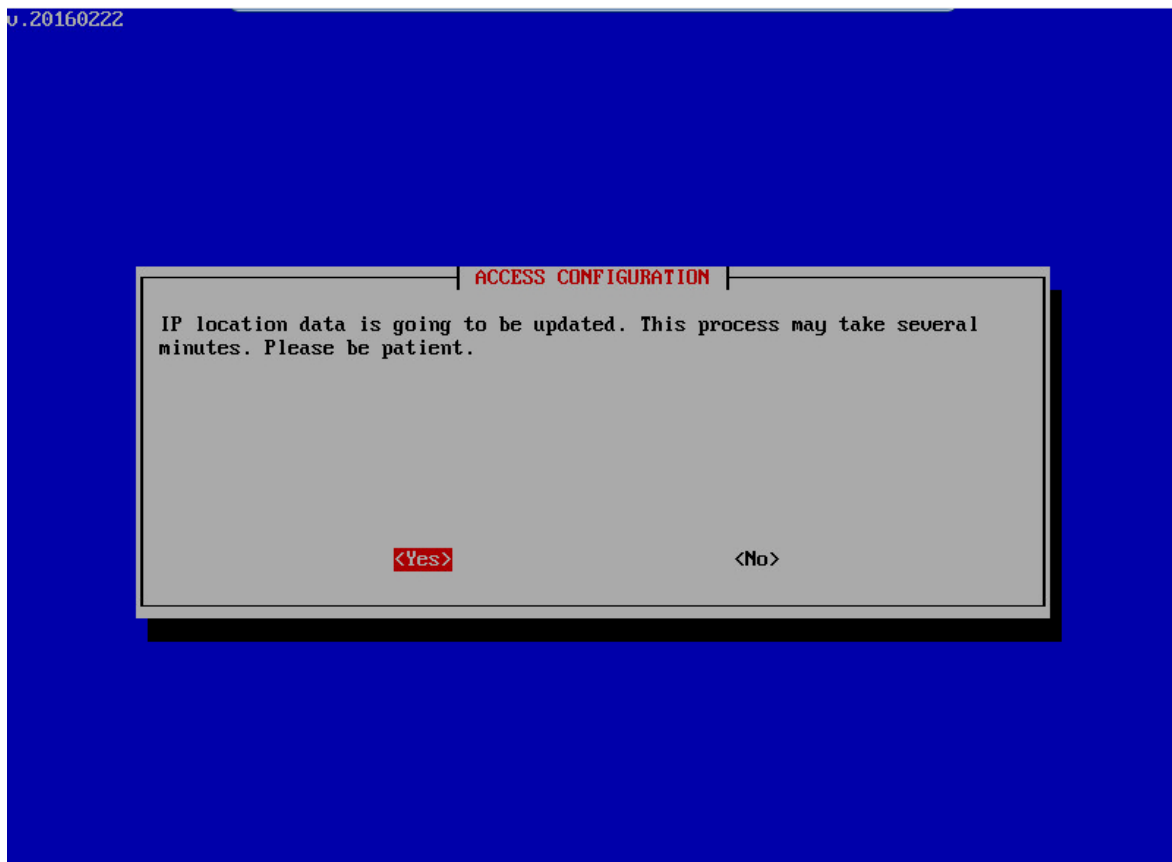 v.20160222
ACCESS CONFIGURATION
IP location data is going to be updated. This process may take several
minutes. Please be patient.
<Yes> <No>